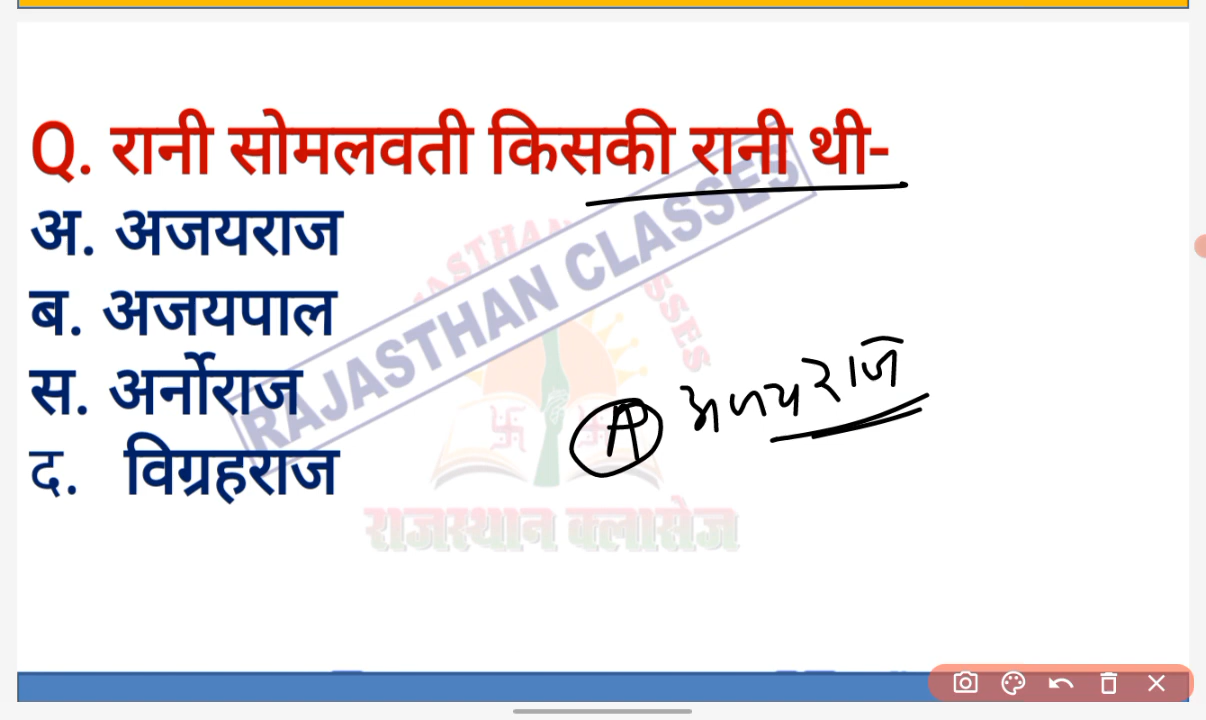 Q. रानी सोमलवती किसकी रानी थी-
अ. अजयराज
ब. अजयपाल
स. अर्नोराज
द. विग्रहराज
A अजयराज
RAJASTHAN CLASSES
राजस्थान क्लासेज